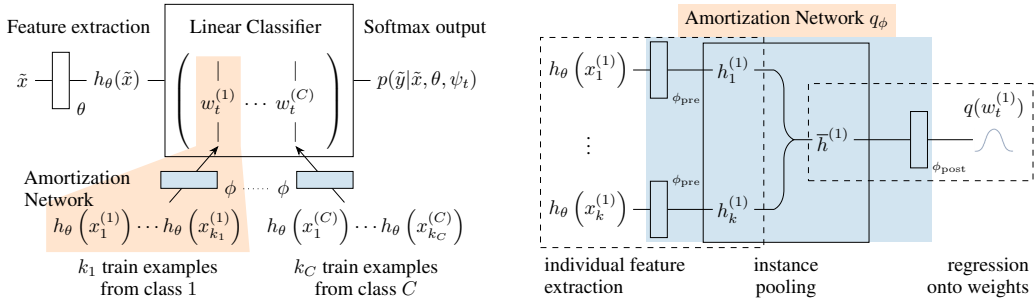 Feature extraction
Linear Classifier
Softmax output
x̃
θ
h_θ(x̃)
w_t^(1) ⋯ w_t^(C)
p(ỹ|x̃, θ, ψ_t)
Amortization
Network
ϕ ...... ϕ
h_θ(x_1^(1)) ⋯ h_θ(x_{k_1}^(1))
h_θ(x_1^(C)) ⋯ h_θ(x_{k_C}^(C))
k_1 train examples
from class 1
k_C train examples
from class C
Amortization Network q_ϕ
h_θ(x_1^(1))
ϕ_pre
h_1^(1)
⋮
h̅^(1)
ϕ_post
q(w_t^(1))
h_θ(x_k^(1))
ϕ_pre
h_k^(1)
individual feature
extraction
instance
pooling
regression
onto weights